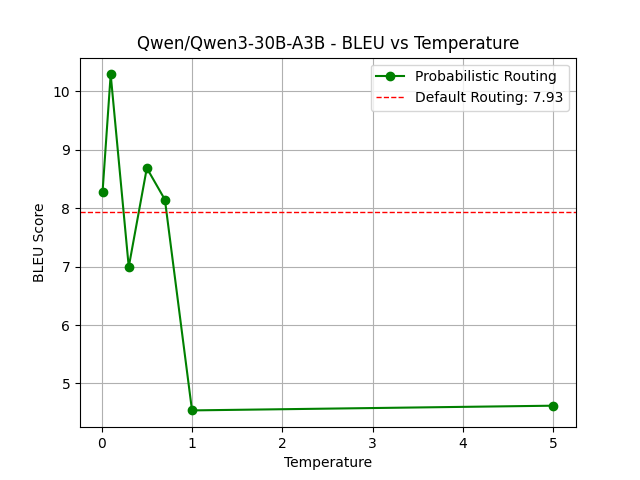 Qwen/Qwen3-30B-A3B - BLEU vs Temperature
Probabilistic Routing
Default Routing: 7.93
BLEU Score
10
9
8
7
6
5
0 1 2 3 4 5
Temperature